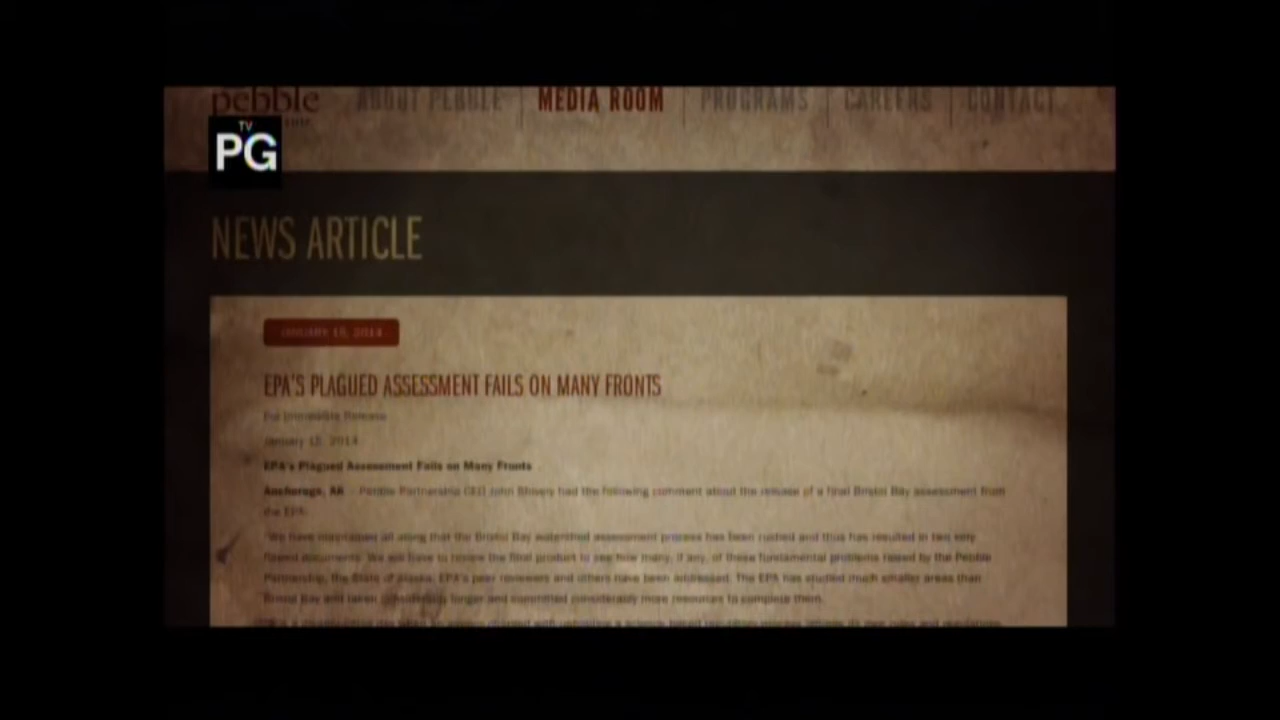 pebble
ABOUT PEBBLE MEDIA ROOM PROGRAMS CAREERS CONTACT
TV
PG
NEWS ARTICLE
JANUARY 15, 2014
EPA'S PLAGUED ASSESSMENT FAILS ON MANY FRONTS
For Immediate Release
January 15, 2014
EPA's Plagued Assessment Fails on Many Fronts
Anchorage, AK – Pebble Partnership CEO John Shively had the following comment about the release of a final Bristol Bay assessment from
the EPA:
"We have maintained all along that the Bristol Bay watershed assessment process has been rushed and thus has resulted in two very
flawed documents. We will have to review the final product to see how many, if any, of these fundamental problems raised by the Pebble
Partnership, the State of Alaska, EPA's peer reviewers and others have been addressed. The EPA has studied much smaller areas than
Bristol Bay and taken considerably longer and committed considerably more resources to complete them.